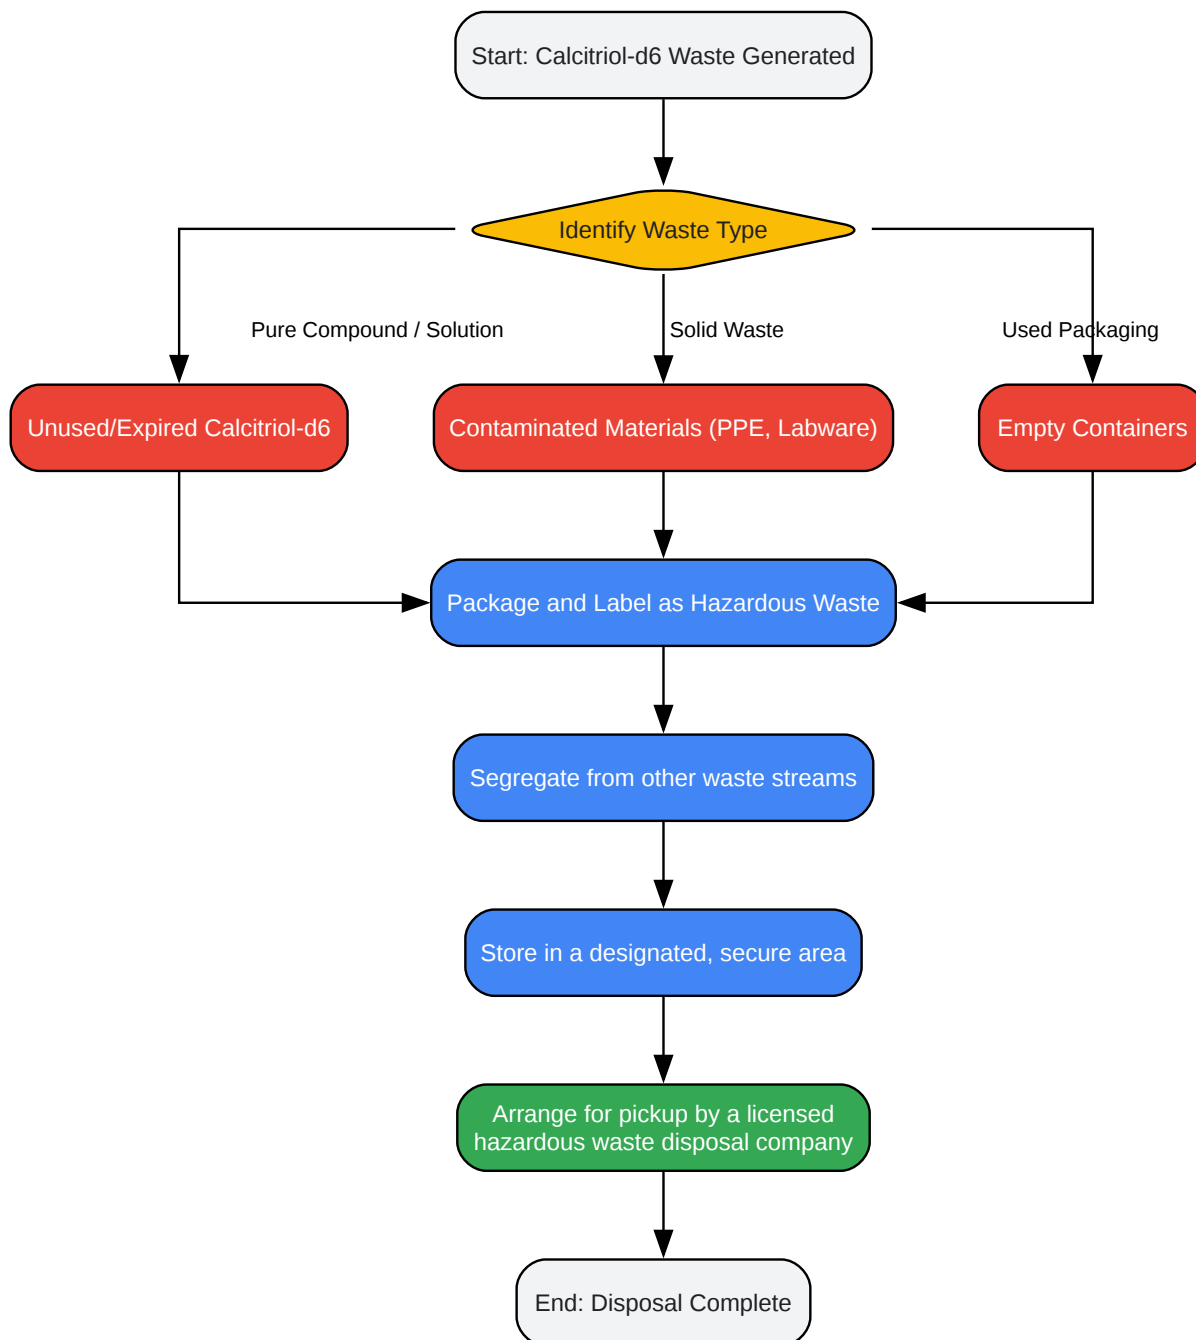 Start: Calcitriol-d6 Waste Generated
Identify Waste Type
Pure Compound / Solution
Solid Waste
Used Packaging
Unused/Expired Calcitriol-d6
Contaminated Materials (PPE, Labware)
Empty Containers
Package and Label as Hazardous Waste
Segregate from other waste streams
Store in a designated, secure area
Arrange for pickup by a licensed
hazardous waste disposal company
End: Disposal Complete